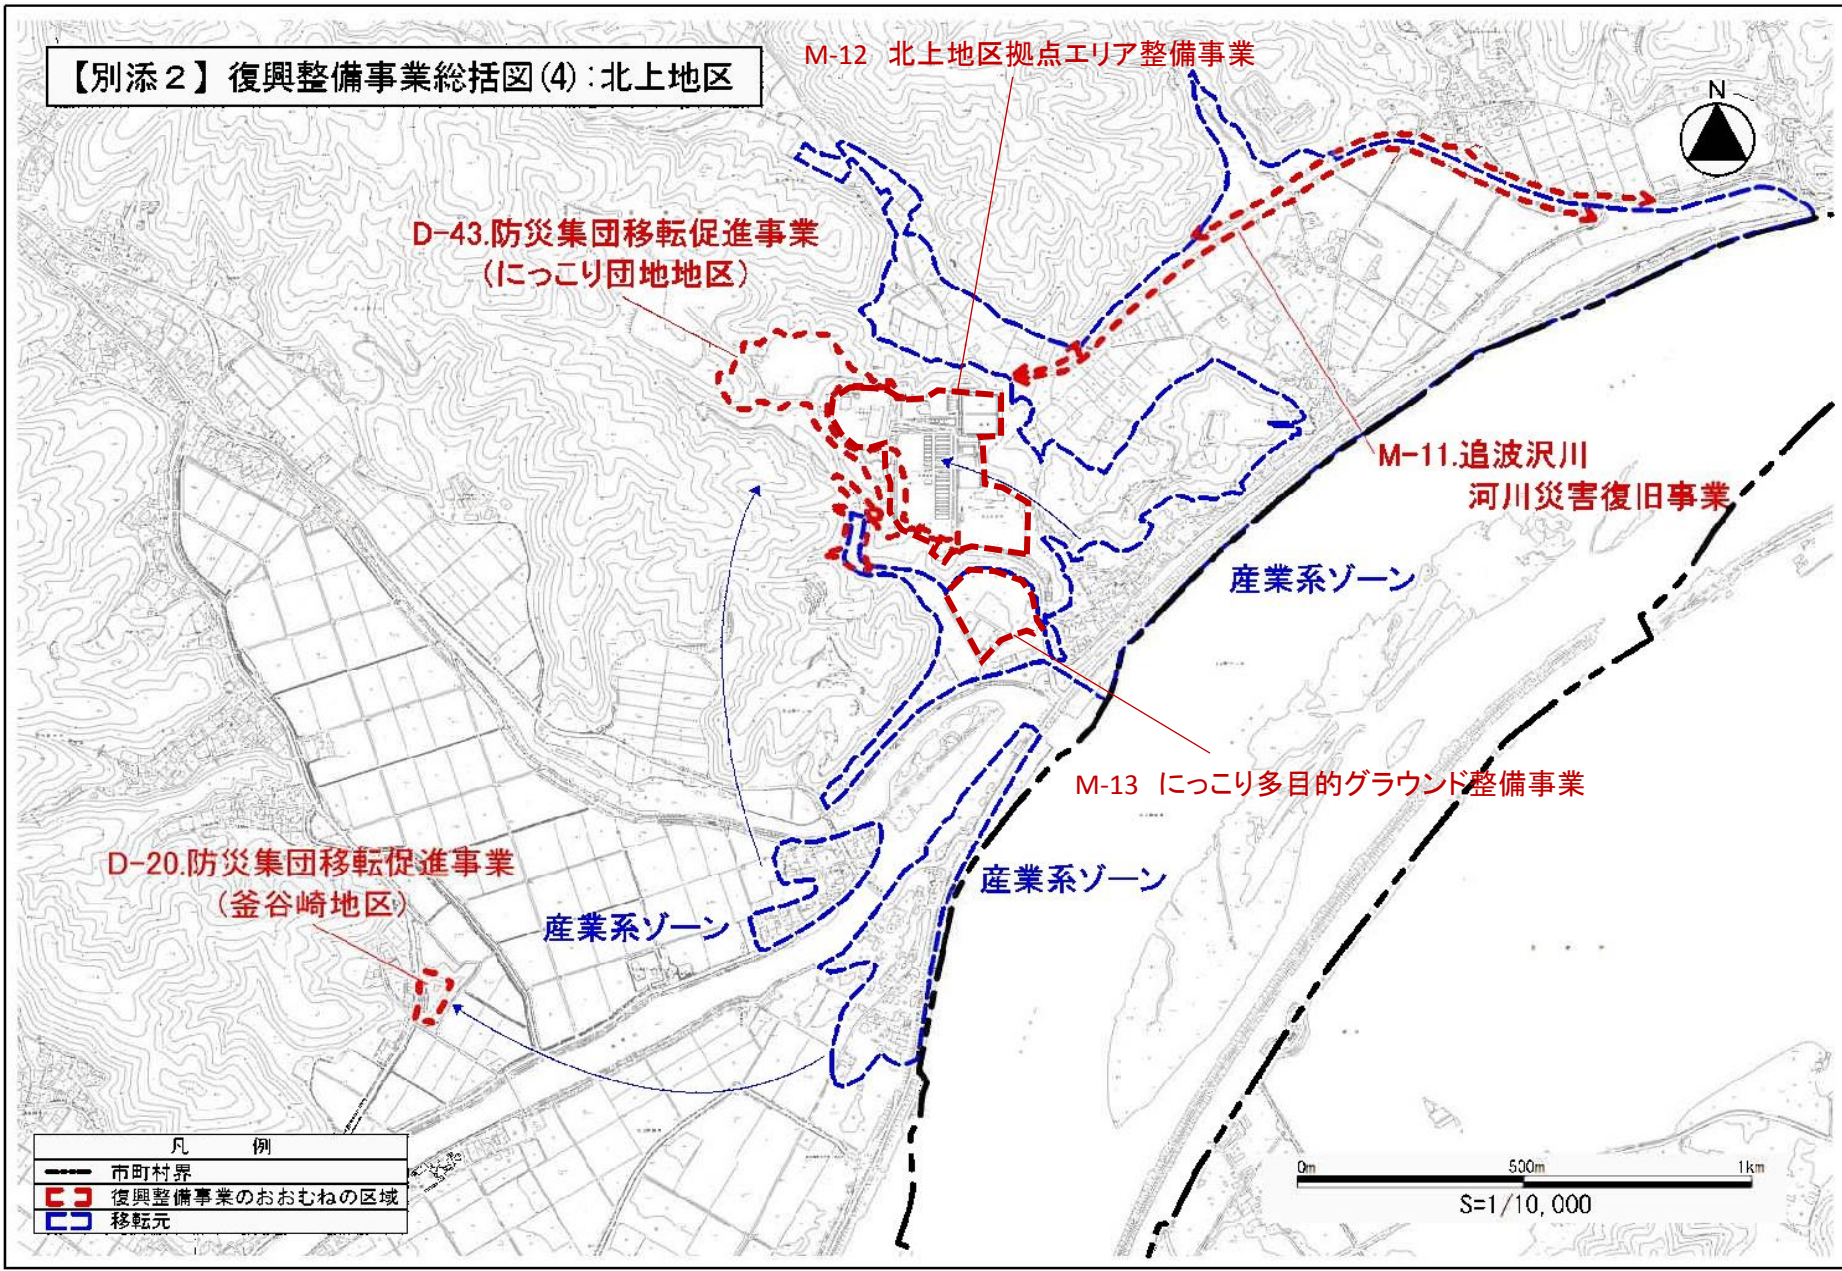 【別添２】復興整備事業総括図(4):北上地区
M-12 北上地区拠点エリア整備事業
N
D-43.防災集団移転促進事業
(にっこり団地地区)
M-11.追波沢川
河川災害復旧事業
産業系ゾーン
M-13 にっこり多目的グラウンド整備事業
D-20.防災集団移転促進事業
(釜谷崎地区)
産業系ゾーン
産業系ゾーン
凡 例
市町村界
復興整備事業のおおむねの区域
移転元
0m 500m 1km
S=1/10,000